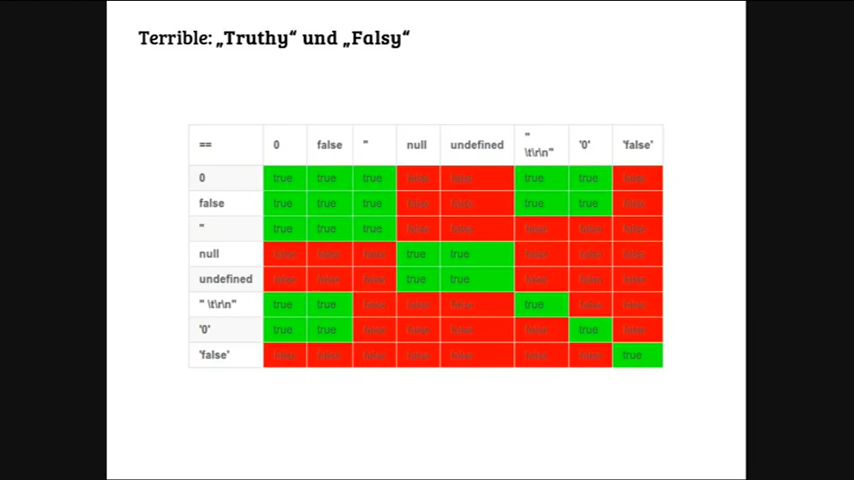 Terrible: „Truthy“ und „Falsy“
== 0 false '' null undefined " \t\r\n" '0' 'false'
0 true true true false false true true false
false true true true false false true true false
'' true true true false false false false false
null false false false true true false false false
undefined false false false true true false false false
" \t\r\n" true true false false false true false false
'0' true true false false false false true false
'false' false false false false false false false true